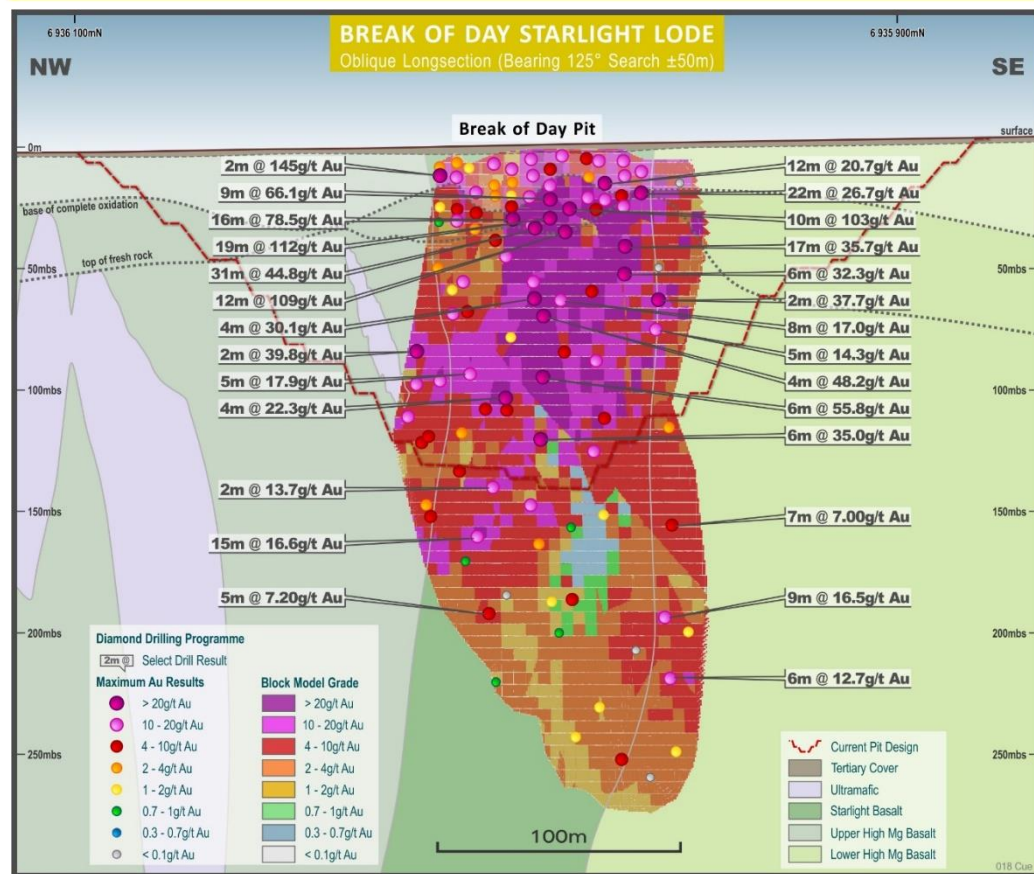 6 936 100mN
BREAK OF DAY STARLIGHT LODE
Oblique Longsection (Bearing 125° Search ±50m)
6 935 900mN
NW
SE
Break of Day Pit
surface
0m
50mbs
100mbs
150mbs
200mbs
250mbs
base of complete oxidation
top of fresh rock
2m @ 145g/t Au
9m @ 66.1g/t Au
16m @ 78.5g/t Au
19m @ 112g/t Au
31m @ 44.8g/t Au
12m @ 109g/t Au
4m @ 30.1g/t Au
2m @ 39.8g/t Au
5m @ 17.9g/t Au
4m @ 22.3g/t Au
2m @ 13.7g/t Au
15m @ 16.6g/t Au
5m @ 7.20g/t Au
12m @ 20.7g/t Au
22m @ 26.7g/t Au
10m @ 103g/t Au
17m @ 35.7g/t Au
6m @ 32.3g/t Au
2m @ 37.7g/t Au
8m @ 17.0g/t Au
5m @ 14.3g/t Au
4m @ 48.2g/t Au
6m @ 55.8g/t Au
6m @ 35.0g/t Au
7m @ 7.00g/t Au
9m @ 16.5g/t Au
6m @ 12.7g/t Au
50mbs
100mbs
150mbs
200mbs
250mbs
Diamond Drilling Programme
2m @ Select Drill Result
Maximum Au Results
> 20g/t Au
10 - 20g/t Au
4 - 10g/t Au
2 - 4g/t Au
1 - 2g/t Au
0.7 - 1g/t Au
0.3 - 0.7g/t Au
< 0.1g/t Au
Block Model Grade
> 20g/t Au
10 - 20g/t Au
4 - 10g/t Au
2 - 4g/t Au
1 - 2g/t Au
0.7 - 1g/t Au
0.3 - 0.7g/t Au
< 0.1g/t Au
100m
Current Pit Design
Tertiary Cover
Ultramafic
Starlight Basalt
Upper High Mg Basalt
Lower High Mg Basalt
018 Cue